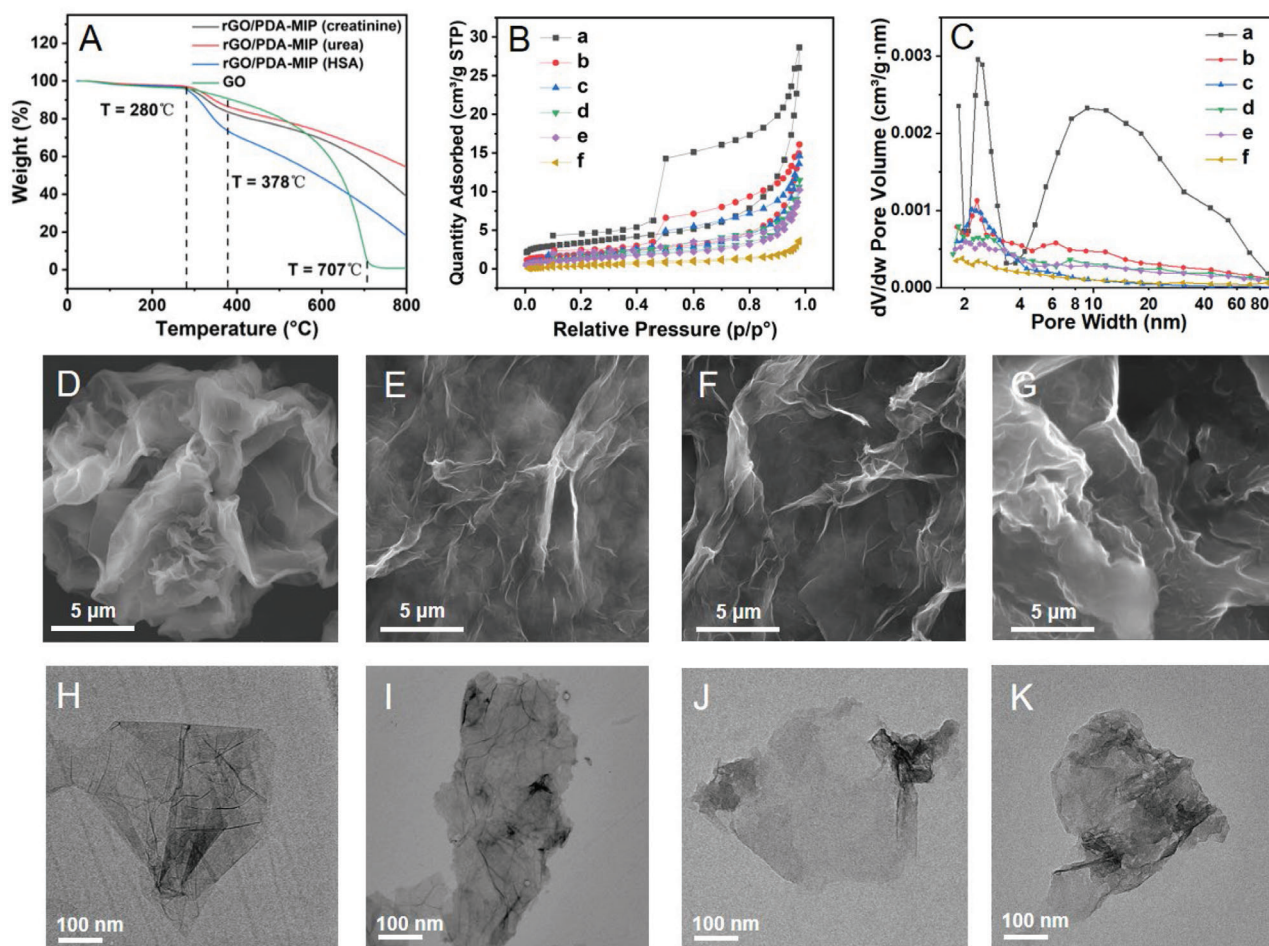 A
rGO/PDA-MIP (creatinine)
rGO/PDA-MIP (urea)
rGO/PDA-MIP (HSA)
GO
T = 280℃
T = 378℃
T = 707℃
120
100
80
60
40
20
0
Weight (%)
0 200 400 600 800
Temperature (°C)
B
a
b
c
d
e
f
30
25
20
15
10
5
0
Quantity Adsorbed (cm³/g STP)
0.0 0.2 0.4 0.6 0.8 1.0
Relative Pressure (p/p°)
C
a
b
c
d
e
f
0.003
0.002
0.001
0.000
dV/dw Pore Volume (cm³/g·nm)
2 4 6 8 10 20 40 60 80
Pore Width (nm)
D
5 µm
E
5 µm
F
5 µm
G
5 µm
H
100 nm
I
100 nm
J
100 nm
K
100 nm